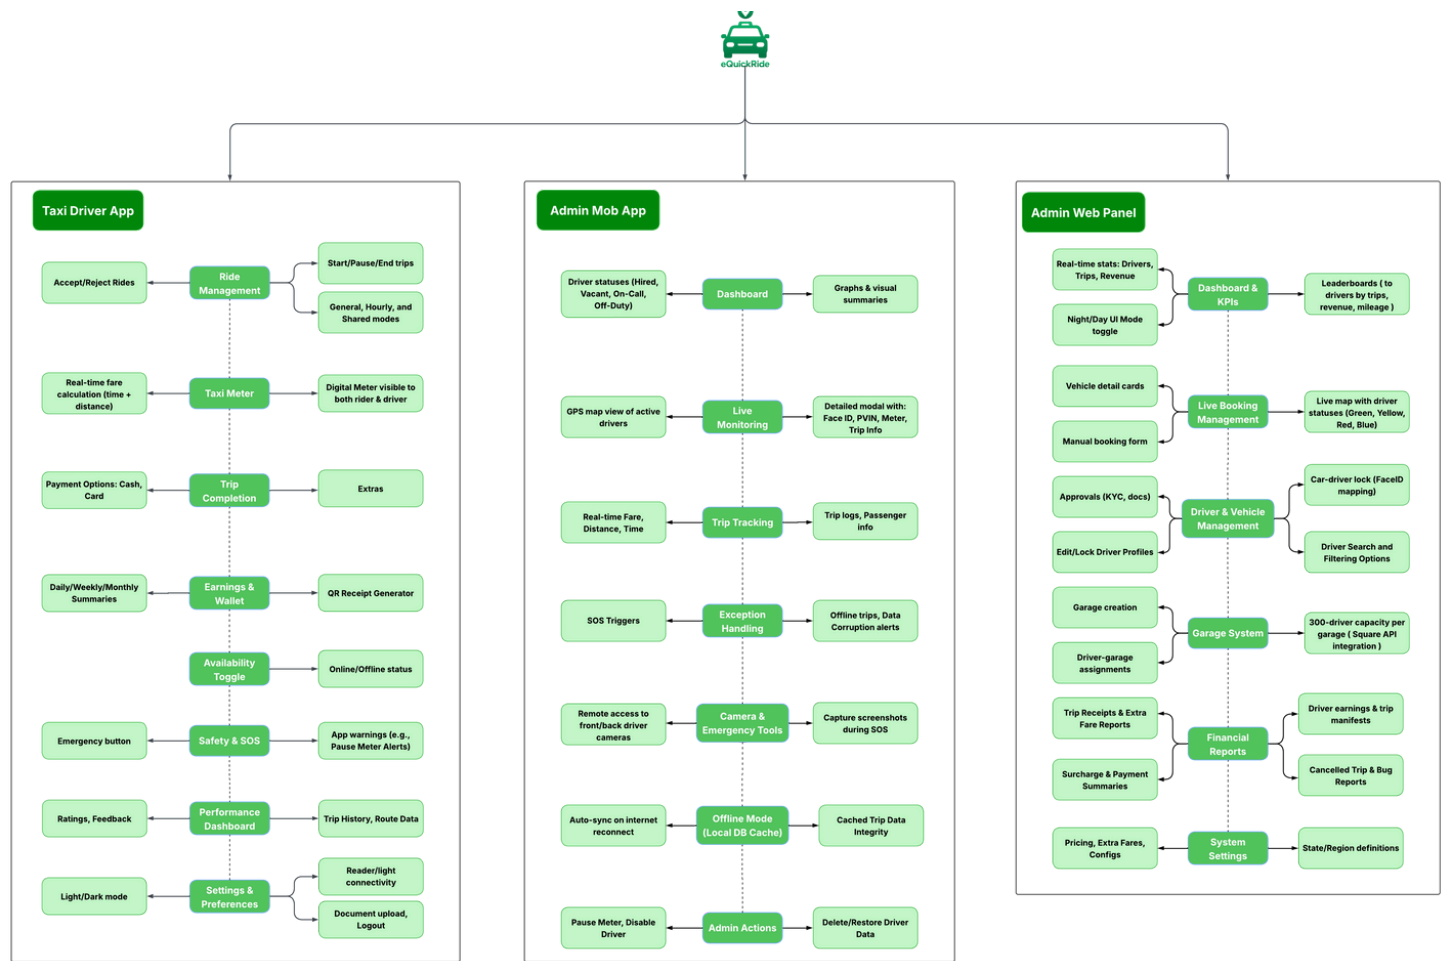 eQuickRide
Taxi Driver App
Accept/Reject Rides
Ride
Management
Start/Pause/End trips
General, Hourly, and
Shared modes
Real-time fare
calculation (time +
distance)
Taxi Meter
Digital Meter visible to
both rider & driver
Payment Options: Cash,
Card
Trip
Completion
Extras
Daily/Weekly/Monthly
Summaries
Earnings &
Wallet
QR Receipt Generator
Availability
Toggle
Online/Offline status
Emergency button
Safety & SOS
App warnings (e.g.,
Pause Meter Alerts)
Ratings, Feedback
Performance
Dashboard
Trip History, Route Data
Light/Dark mode
Settings &
Preferences
Reader/light
connectivity
Document upload,
Logout
Admin Mob App
Driver statuses (Hired,
Vacant, On-Call,
Off-Duty)
Dashboard
Graphs & visual
summaries
GPS map view of active
drivers
Live
Monitoring
Detailed modal with:
Face ID, PVIN, Meter,
Trip Info
Real-time Fare,
Distance, Time
Trip Tracking
Trip logs, Passenger
info
SOS Triggers
Exception
Handling
Offline trips, Data
Corruption alerts
Remote access to
front/back driver
cameras
Camera &
Emergency Tools
Capture screenshots
during SOS
Auto-sync on internet
reconnect
Offline Mode
(Local DB Cache)
Cached Trip Data
Integrity
Pause Meter, Disable
Driver
Admin Actions
Delete/Restore Driver
Data
Admin Web Panel
Real-time stats: Drivers,
Trips, Revenue
Night/Day UI Mode
toggle
Dashboard &
KPIs
Leaderboards ( to
drivers by trips,
revenue, mileage )
Vehicle detail cards
Manual booking form
Live Booking
Management
Live map with driver
statuses (Green, Yellow,
Red, Blue)
Approvals (KYC, docs)
Edit/Lock Driver Profiles
Driver & Vehicle
Management
Car-driver lock (FaceID
mapping)
Driver Search and
Filtering Options
Garage creation
Driver-garage
assignments
Garage System
300-driver capacity per
garage ( Square API
integration )
Trip Receipts & Extra
Fare Reports
Surcharge & Payment
Summaries
Financial
Reports
Driver earnings & trip
manifests
Cancelled Trip & Bug
Reports
Pricing, Extra Fares,
Configs
System
Settings
State/Region definitions